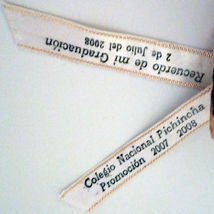 Recuerdo de mi Graduación
2 de Julio del 2008
Colegio Nacional Pichincha
Promoción 2007 2008